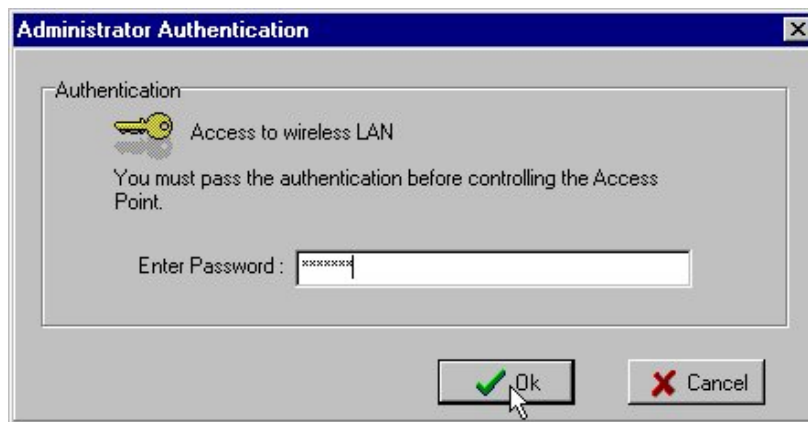 Administrator Authentication
Authentication
Access to wireless LAN
You must pass the authentication before controlling the Access
Point.
Enter Password : *******
Ok Cancel